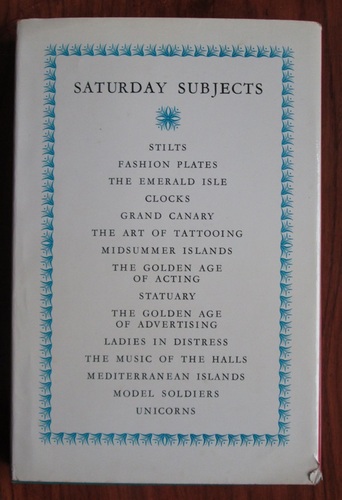 SATURDAY SUBJECTS
STILTS
FASHION PLATES
THE EMERALD ISLE
CLOCKS
GRAND CANARY
THE ART OF TATTOOING
MIDSUMMER ISLANDS
THE GOLDEN AGE
OF ACTING
STATUARY
THE GOLDEN AGE
OF ADVERTISING
LADIES IN DISTRESS
THE MUSIC OF THE HALLS
MEDITERRANEAN ISLANDS
MODEL SOLDIERS
UNICORNS